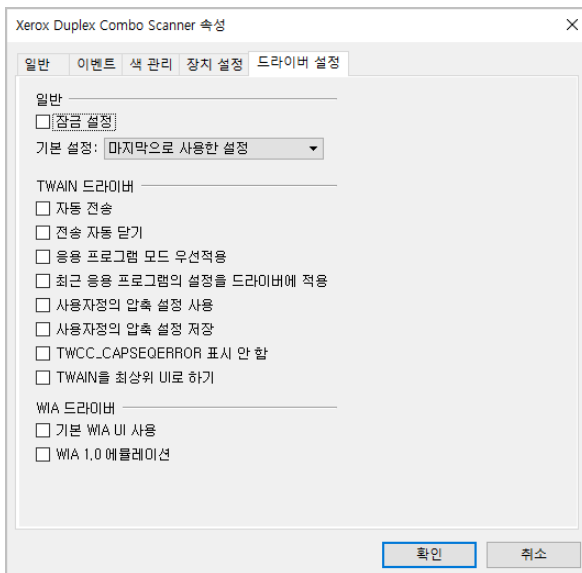 Xerox Duplex Combo Scanner 속성
일반 이벤트 색 관리 장치 설정 드라이버 설정
일반
잠금 설정
기본 설정: 마지막으로 사용한 설정
TWAIN 드라이버
자동 전송
전송 자동 닫기
응용 프로그램 모드 우선적용
최근 응용 프로그램의 설정을 드라이버에 적용
사용자정의 압축 설정 사용
사용자정의 압축 설정 저장
TWCC_CAPSEQERROR 표시 안 함
TWAIN을 최상위 UI로 하기
WIA 드라이버
기본 WIA UI 사용
WIA 1.0 에뮬레이션
확인 취소